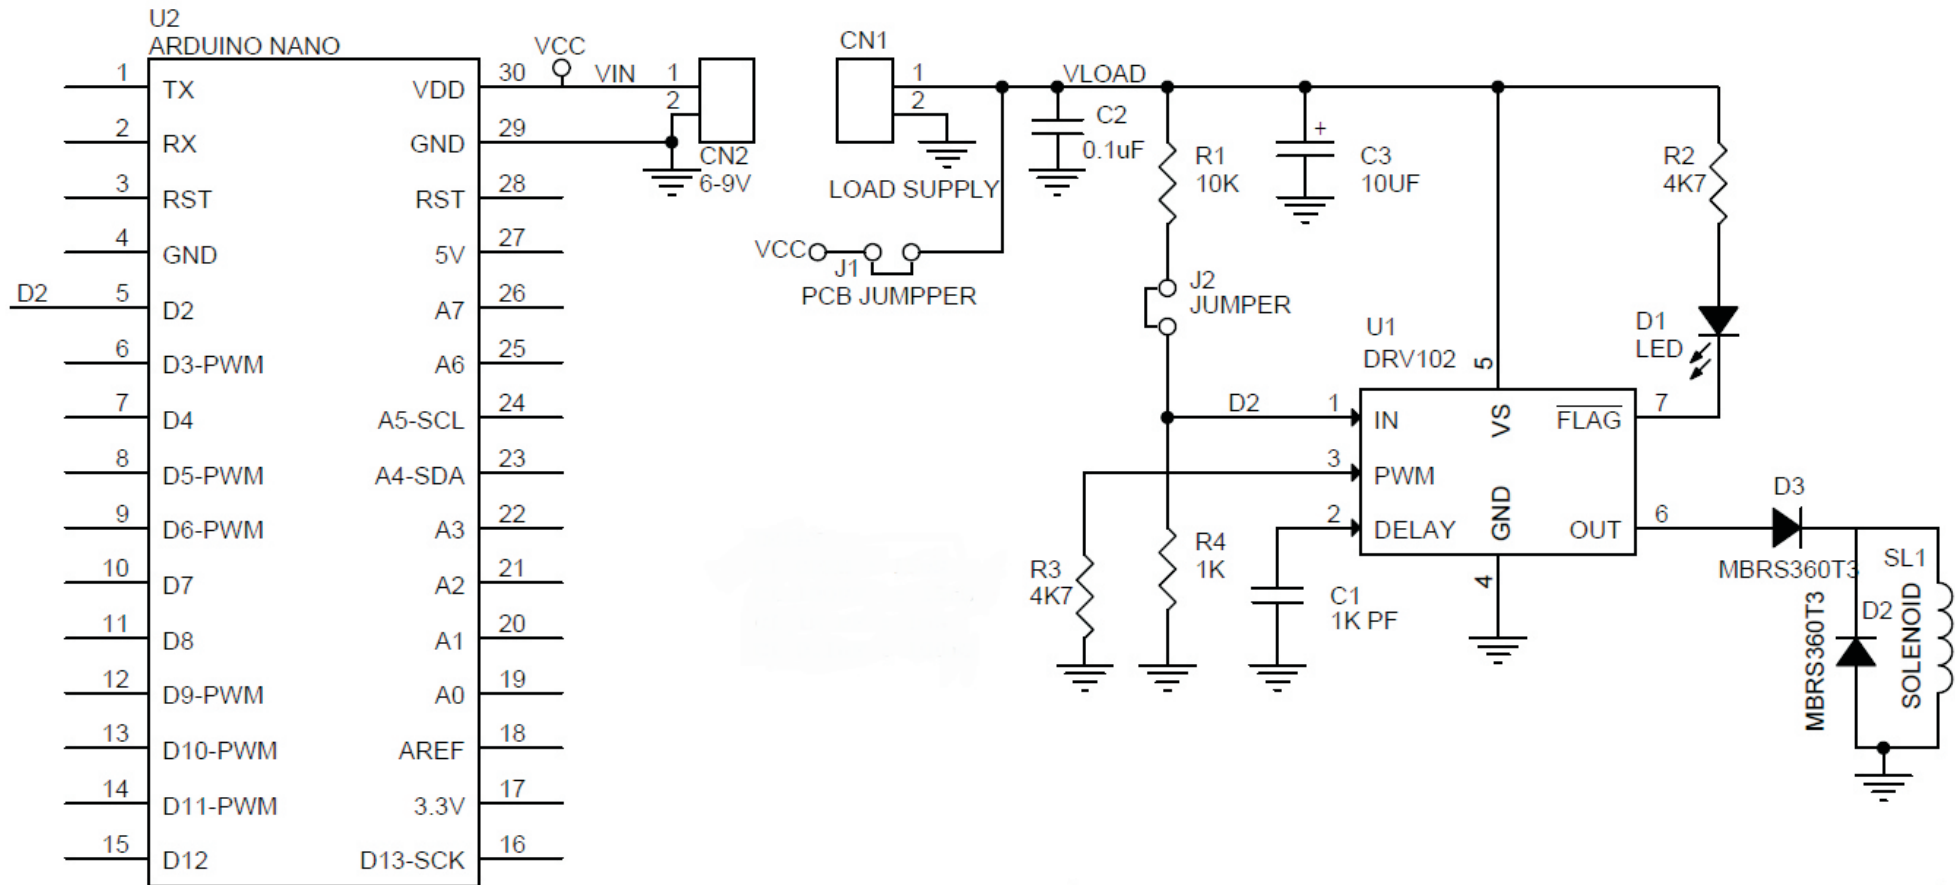 U2
ARDUINO NANO
1 TX VDD 30
2 RX GND 29
3 RST RST 28
4 GND 5V 27
D2 5 D2 A7 26
6 D3-PWM A6 25
7 D4 A5-SCL 24
8 D5-PWM A4-SDA 23
9 D6-PWM A3 22
10 D7 A2 21
11 D8 A1 20
12 D9-PWM A0 19
13 D10-PWM AREF 18
14 D11-PWM 3.3V 17
15 D12 D13-SCK 16
VCC
VIN
1
2
CN2
6-9V
CN1
1
2
LOAD SUPPLY
VLOAD
VCC
J1
PCB JUMPPER
C2
0.1uF
R1
10K
+
C3
10UF
R2
4K7
J2
JUMPER
D1
LED
U1
DRV102
D2 1 IN
3 PWM
2 DELAY
5 VS
4 GND
FLAG 7
OUT 6
R3
4K7
R4
1K
C1
1K PF
D3
MBRS360T3
D2
MBRS360T3
SL1
SOLENOID